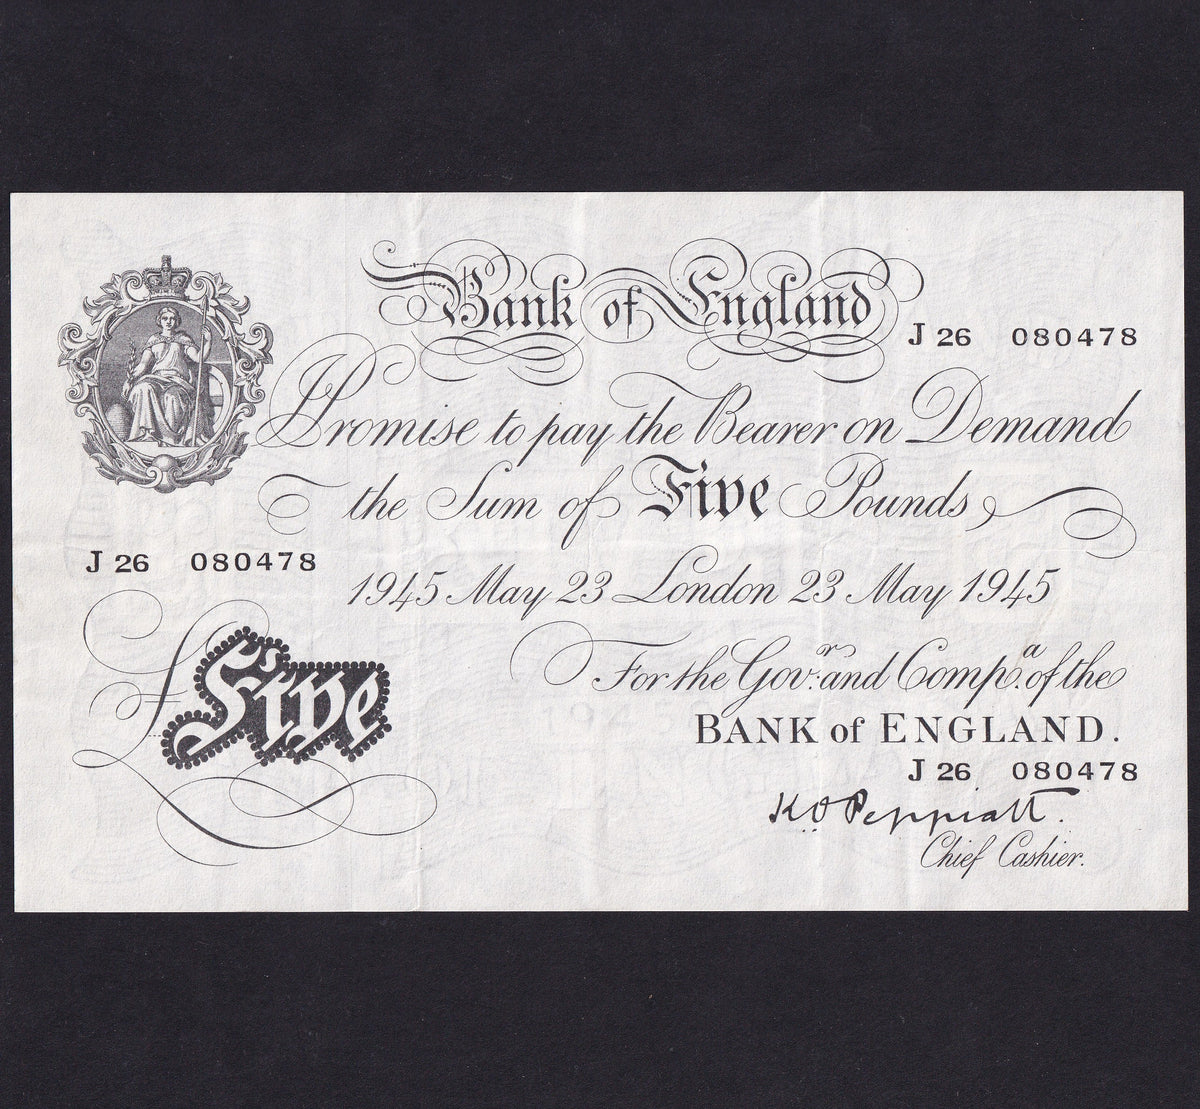 Bank of England
J 26 080478
I Promise to pay the Bearer on Demand
the Sum of Five Pounds
J 26 080478
1945 May 23 London 23 May 1945
£Five
For the Govr. and Compa. of the
BANK of ENGLAND.
J 26 080478
K.O. Peppiatt.
Chief Cashier.